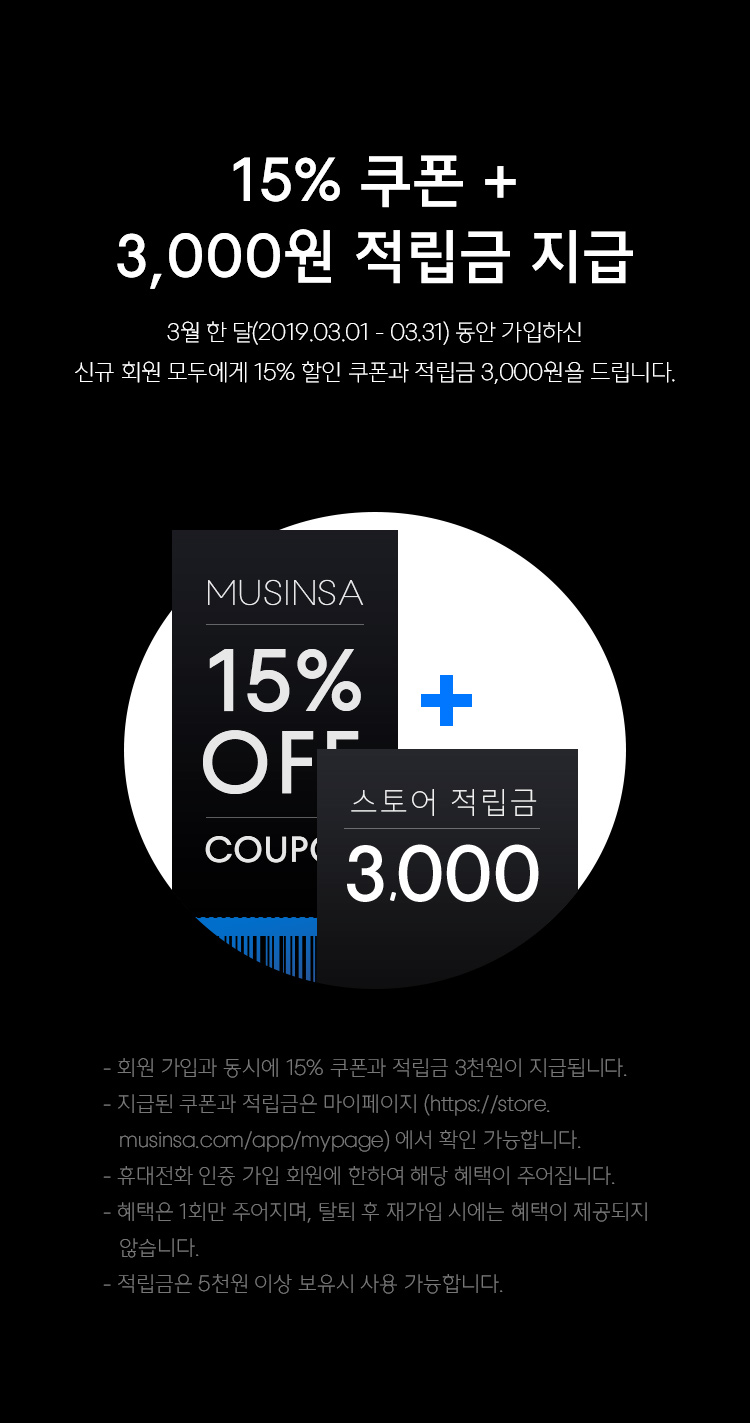 15% 쿠폰 +
3,000원 적립금 지급
3월 한 달(2019.03.01 - 03.31) 동안 가입하신
신규 회원 모두에게 15% 할인 쿠폰과 적립금 3,000원을 드립니다.
MUSINSA
15%
OFF
COUPO
+
스토어 적립금
3,000
- 회원 가입과 동시에 15% 쿠폰과 적립금 3천원이 지급됩니다.
- 지급된 쿠폰과 적립금은 마이페이지 (https://store.
musinsa.com/app/mypage) 에서 확인 가능합니다.
- 휴대전화 인증 가입 회원에 한하여 해당 혜택이 주어집니다.
- 혜택은 1회만 주어지며, 탈퇴 후 재가입 시에는 혜택이 제공되지
않습니다.
- 적립금은 5천원 이상 보유시 사용 가능합니다.